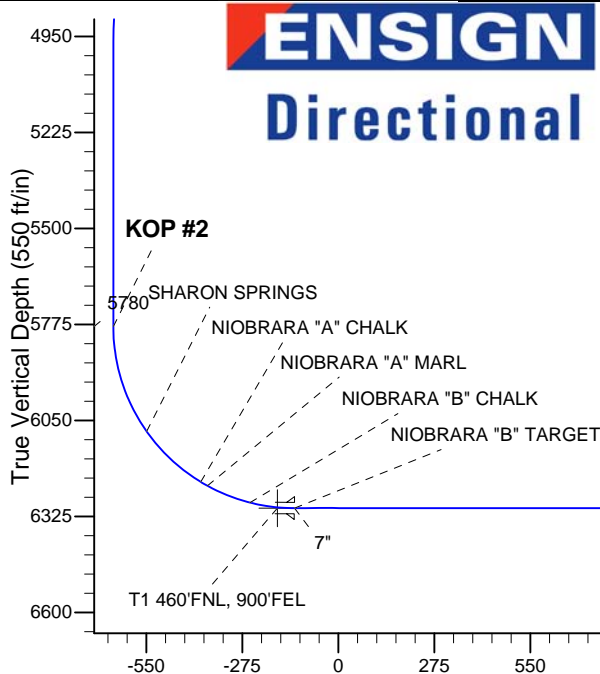 ENSIGN
Directional
True Vertical Depth (550 ft/in)
4950
5225
5500
5775
6050
6325
6600
KOP #2
5780
SHARON SPRINGS
NIOBRARA "A" CHALK
NIOBRARA "A" MARL
NIOBRARA "B" CHALK
NIOBRARA "B" TARGET
7"
T1 460'FNL, 900'FEL
-550
-275
0
275
550